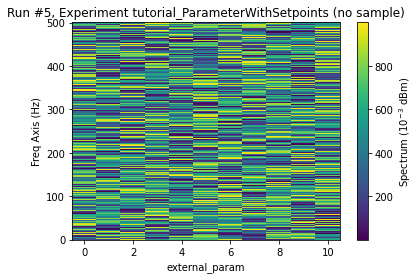 Run #5, Experiment tutorial_ParameterWithSetpoints (no sample)
500
400
300
200
100
0
Freq Axis (Hz)
0 2 4 6 8 10
external_param
800
600
400
200
Spectrum (10⁻³ dBm)